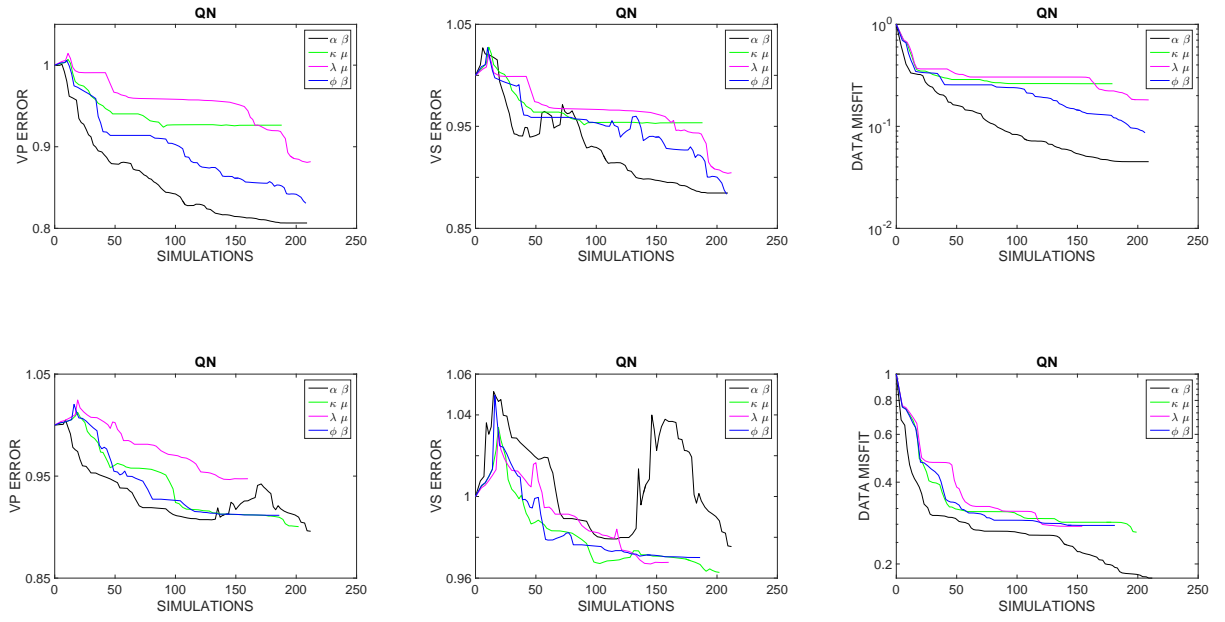 QN
VP ERROR
1
0.9
0.8
0 50 100 150 200 250
SIMULATIONS
α β
κ μ
λ μ
ϕ β
QN
VS ERROR
1.05
0.95
0.85
0 50 100 150 200 250
SIMULATIONS
α β
κ μ
λ μ
ϕ β
QN
DATA MISFIT
10^0
10^-1
10^-2
0 50 100 150 200 250
SIMULATIONS
α β
κ μ
λ μ
ϕ β
QN
VP ERROR
1.05
0.95
0.85
0 50 100 150 200 250
SIMULATIONS
α β
κ μ
λ μ
ϕ β
QN
VS ERROR
1.06
1.04
1
0.96
0 50 100 150 200 250
SIMULATIONS
α β
κ μ
λ μ
ϕ β
QN
DATA MISFIT
1
0.8
0.6
0.4
0.2
0 50 100 150 200 250
SIMULATIONS
α β
κ μ
λ μ
ϕ β